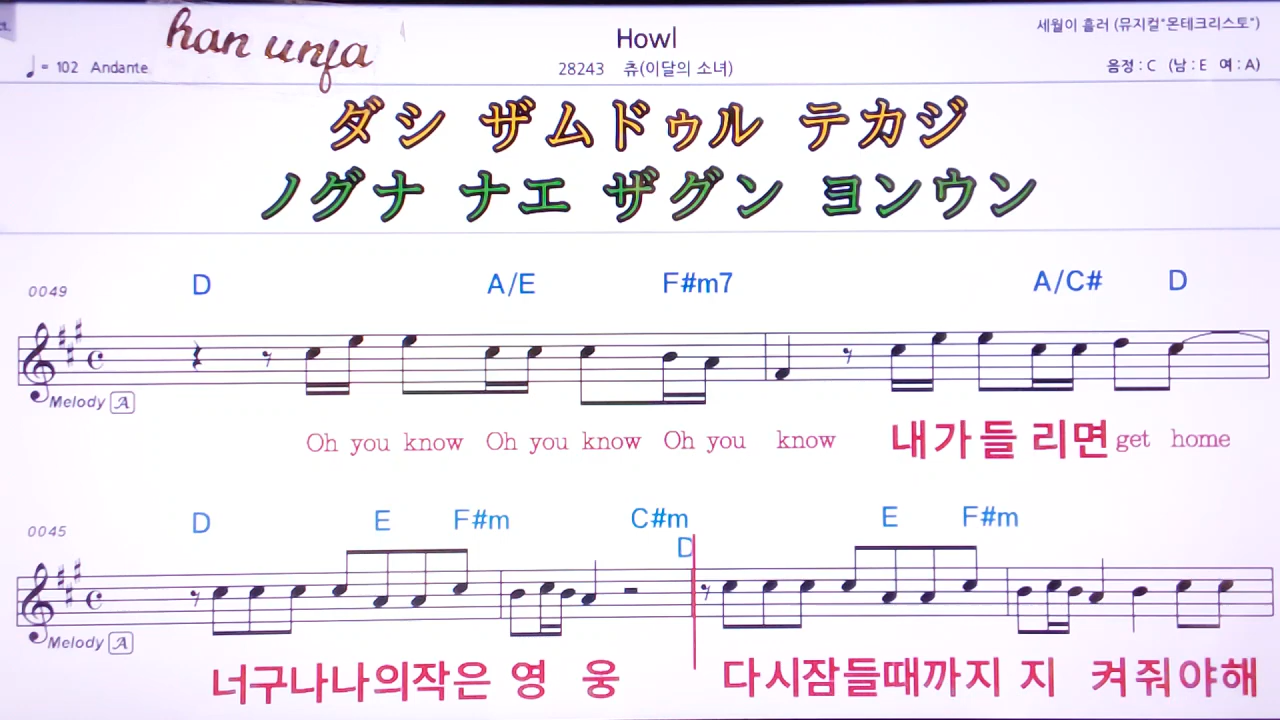 han unja
Howl
세월이 흘러 (뮤지컬"몬테크리스토")
♩= 102 Andante
28243 츄(이달의 소녀)
음정 : C (남 : E 여 : A)
ダシ ザムドゥル テカジ
ノグナ ナエ ザグン ヨンウン
0049
D A/E F#m7 A/C# D
Melody A
Oh you know Oh you know Oh you know 내가들 리면 get home
0045
D E F#m C#m D E F#m
Melody A
너구나나의작은 영 웅 다시잠들때까지 지 켜줘야해